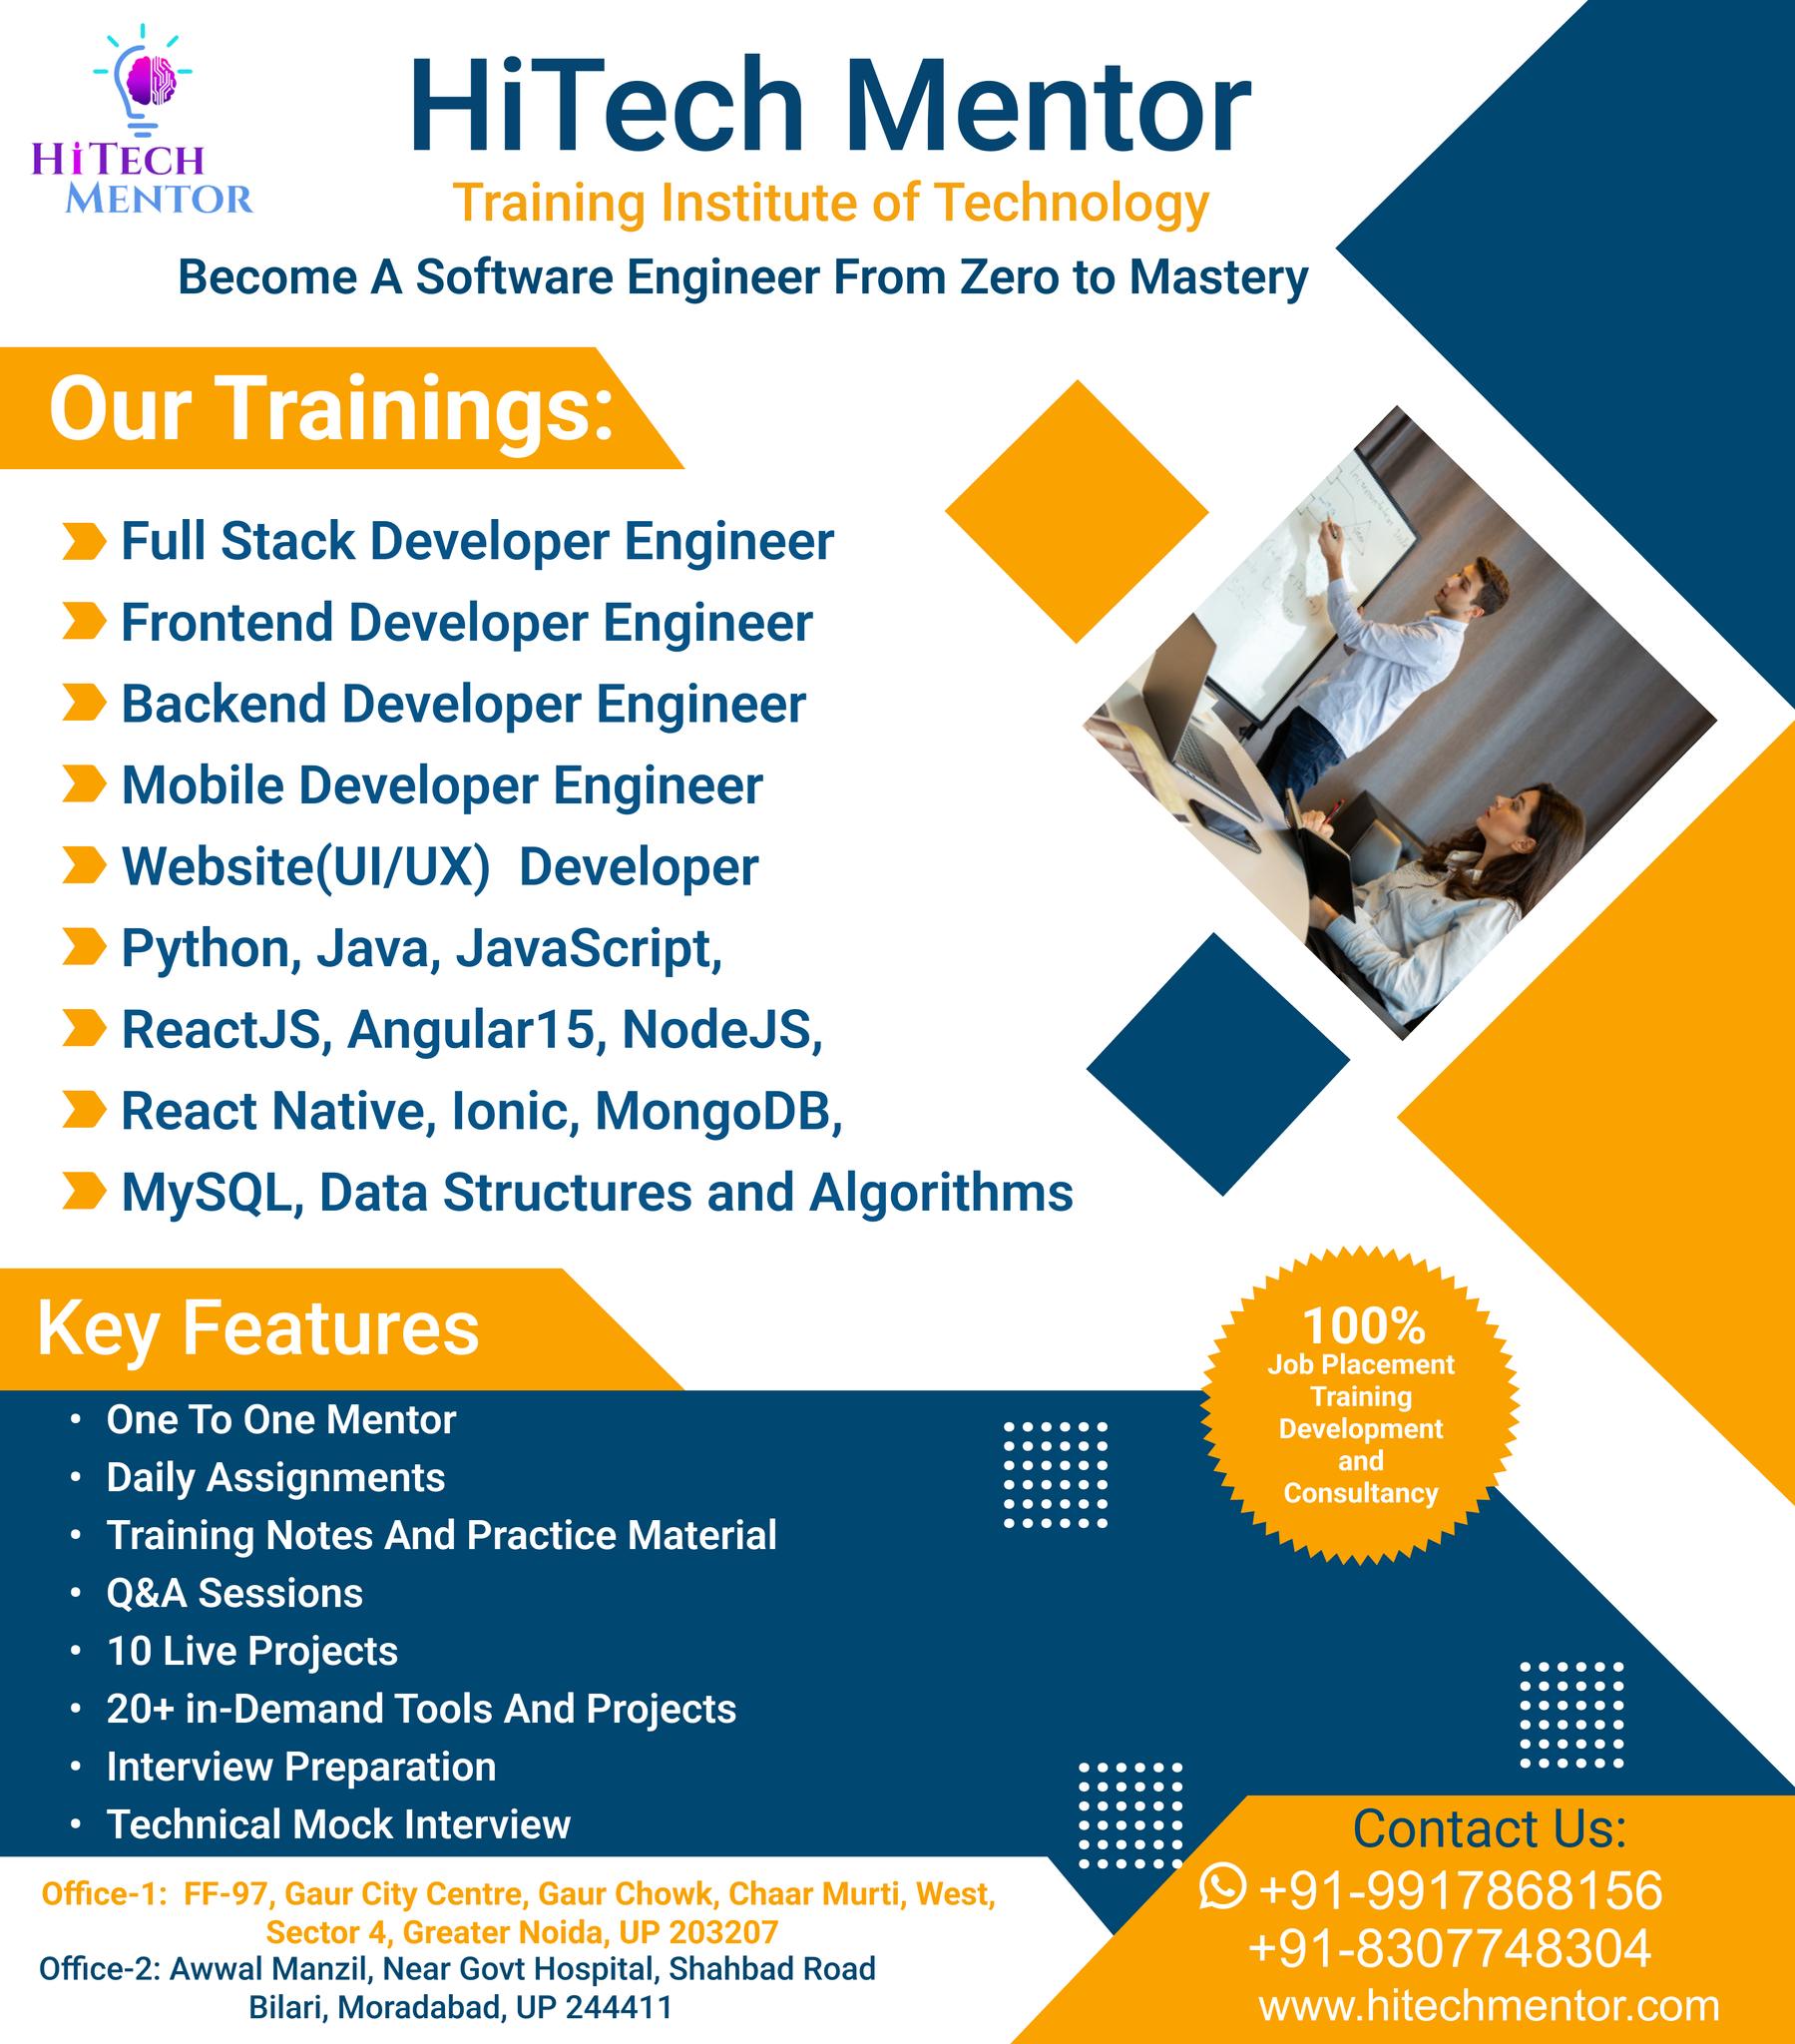 HiTech
Mentor
HiTech Mentor
Training Institute of Technology
Become A Software Engineer From Zero to Mastery
Our Trainings:
Full Stack Developer Engineer
Frontend Developer Engineer
Backend Developer Engineer
Mobile Developer Engineer
Website(UI/UX)  Developer
Python, Java, JavaScript,
ReactJS, Angular15, NodeJS,
React Native, Ionic, MongoDB,
MySQL, Data Structures and Algorithms
Key Features
100%
Job Placement
Training
Development
and
Consultancy
• One To One Mentor
• Daily Assignments
• Training Notes And Practice Material
• Q&A Sessions
• 10 Live Projects
• 20+ in-Demand Tools And Projects
• Interview Preparation
• Technical Mock Interview
Office-1:  FF-97, Gaur City Centre, Gaur Chowk, Chaar Murti, West,
Sector 4, Greater Noida, UP 203207
Office-2: Awwal Manzil, Near Govt Hospital, Shahbad Road
Bilari, Moradabad, UP 244411
Contact Us:
+91-9917868156
+91-8307748304
www.hitechmentor.com